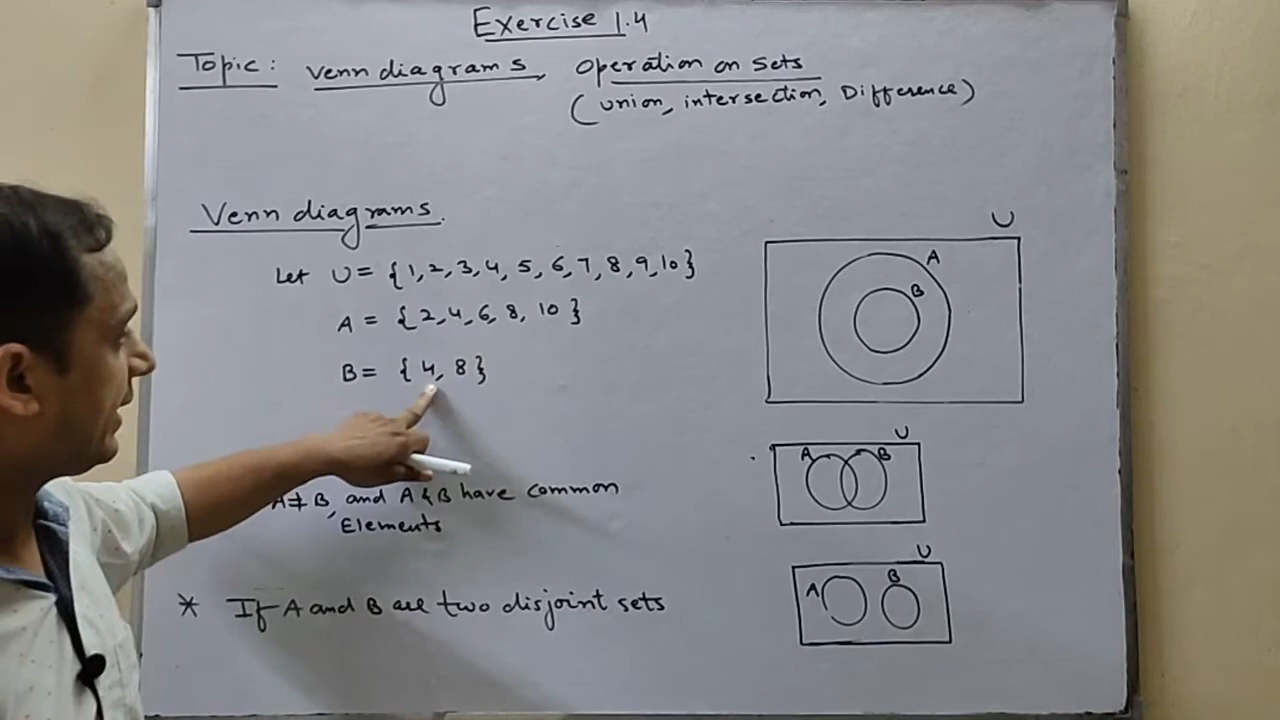 Exercise 1.4
Topic: Venn diagrams, Operation on Sets
(Union, intersection, Difference)
Venn diagrams.
Let U = {1,2,3,4,5,6,7,8,9,10}
A = {2,4,6,8,10}
B = {4,8}
U
A
B
A≠B, and A & B have common
Elements
U
A B
* If A and B are two disjoint sets
U
A B